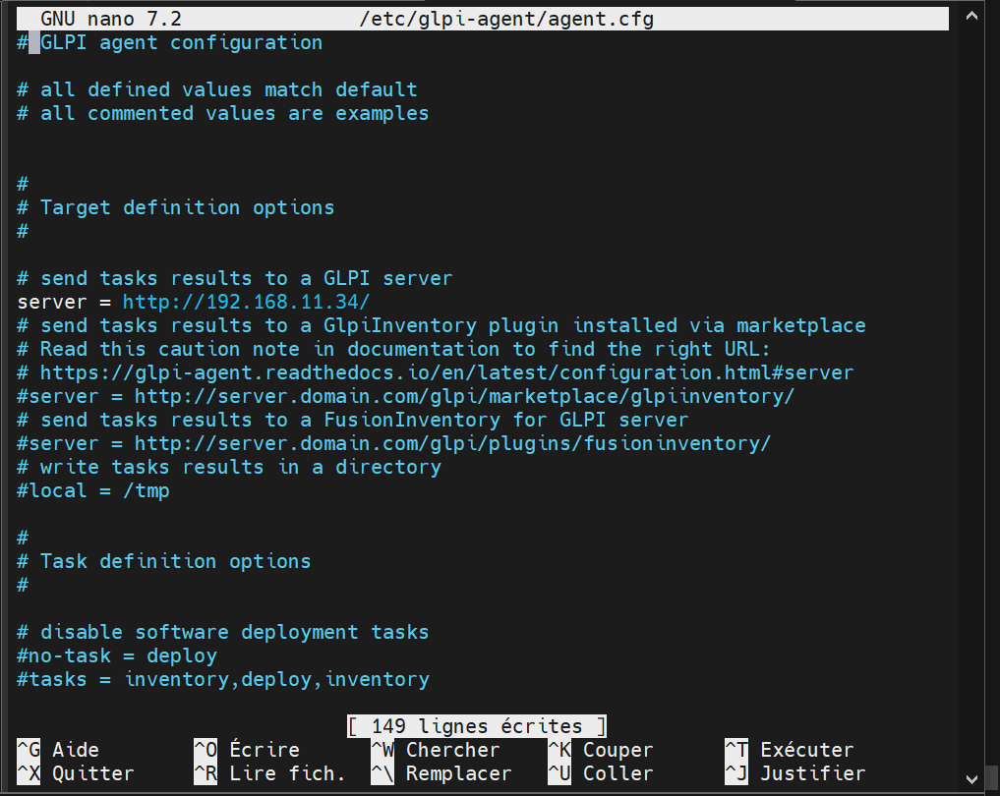 GNU nano 7.2 /etc/glpi-agent/agent.cfg
# GLPI agent configuration
# all defined values match default
# all commented values are examples
#
# Target definition options
#
# send tasks results to a GLPI server
server = http://192.168.11.34/
# send tasks results to a GlpiInventory plugin installed via marketplace
# Read this caution note in documentation to find the right URL:
# https://glpi-agent.readthedocs.io/en/latest/configuration.html#server
#server = http://server.domain.com/glpi/marketplace/glpiinventory/
# send tasks results to a FusionInventory for GLPI server
#server = http://server.domain.com/glpi/plugins/fusioninventory/
# write tasks results in a directory
#local = /tmp
#
# Task definition options
#
# disable software deployment tasks
#no-task = deploy
#tasks = inventory,deploy,inventory
[ 149 lignes écrites ]
^G Aide ^O Écrire ^W Chercher ^K Couper ^T Exécuter
^X Quitter ^R Lire fich. ^\ Remplacer ^U Coller ^J Justifier